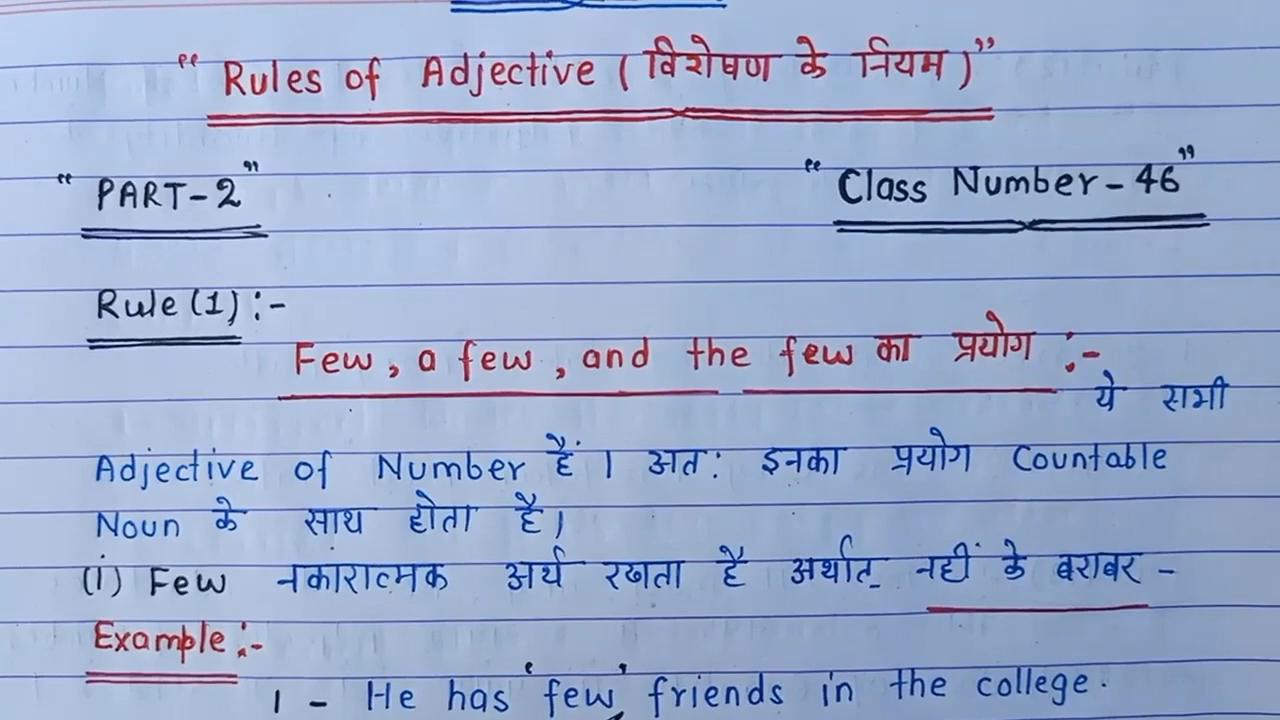 " Rules of Adjective ( विशेषण के नियम ) "
" PART-2 " " Class Number - 46 "
Rule (1) :-
Few , a few , and the few का प्रयोग :-
ये सभी
Adjective of Number हैं । अत: इनका प्रयोग Countable
Noun के साथ होता है ।
(i) Few नकारात्मक अर्थ रखता है अर्थात् नहीं के बराबर -
Example :-
1 - He has 'few' friends in the college.